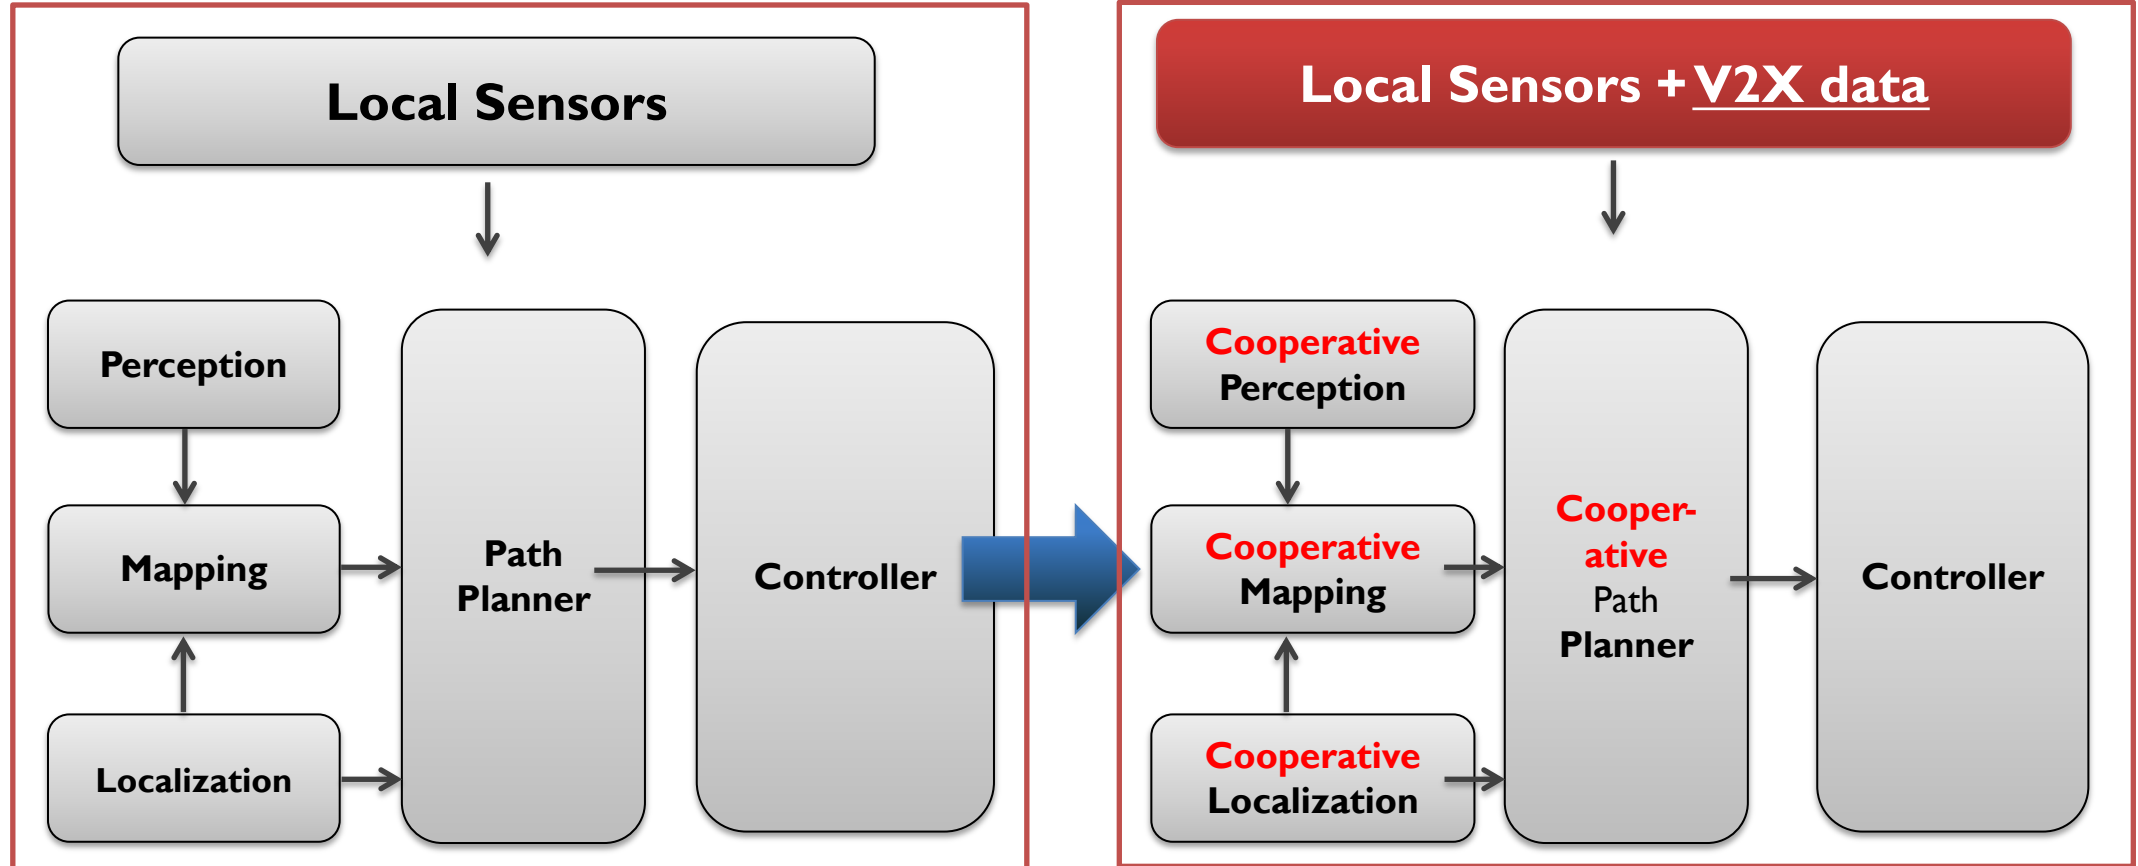 Local Sensors
Perception
Mapping
Localization
Path
Planner
Controller
Local Sensors + V2X data
Cooperative
Perception
Cooperative
Mapping
Cooperative
Localization
Cooper-
ative
Path
Planner
Controller